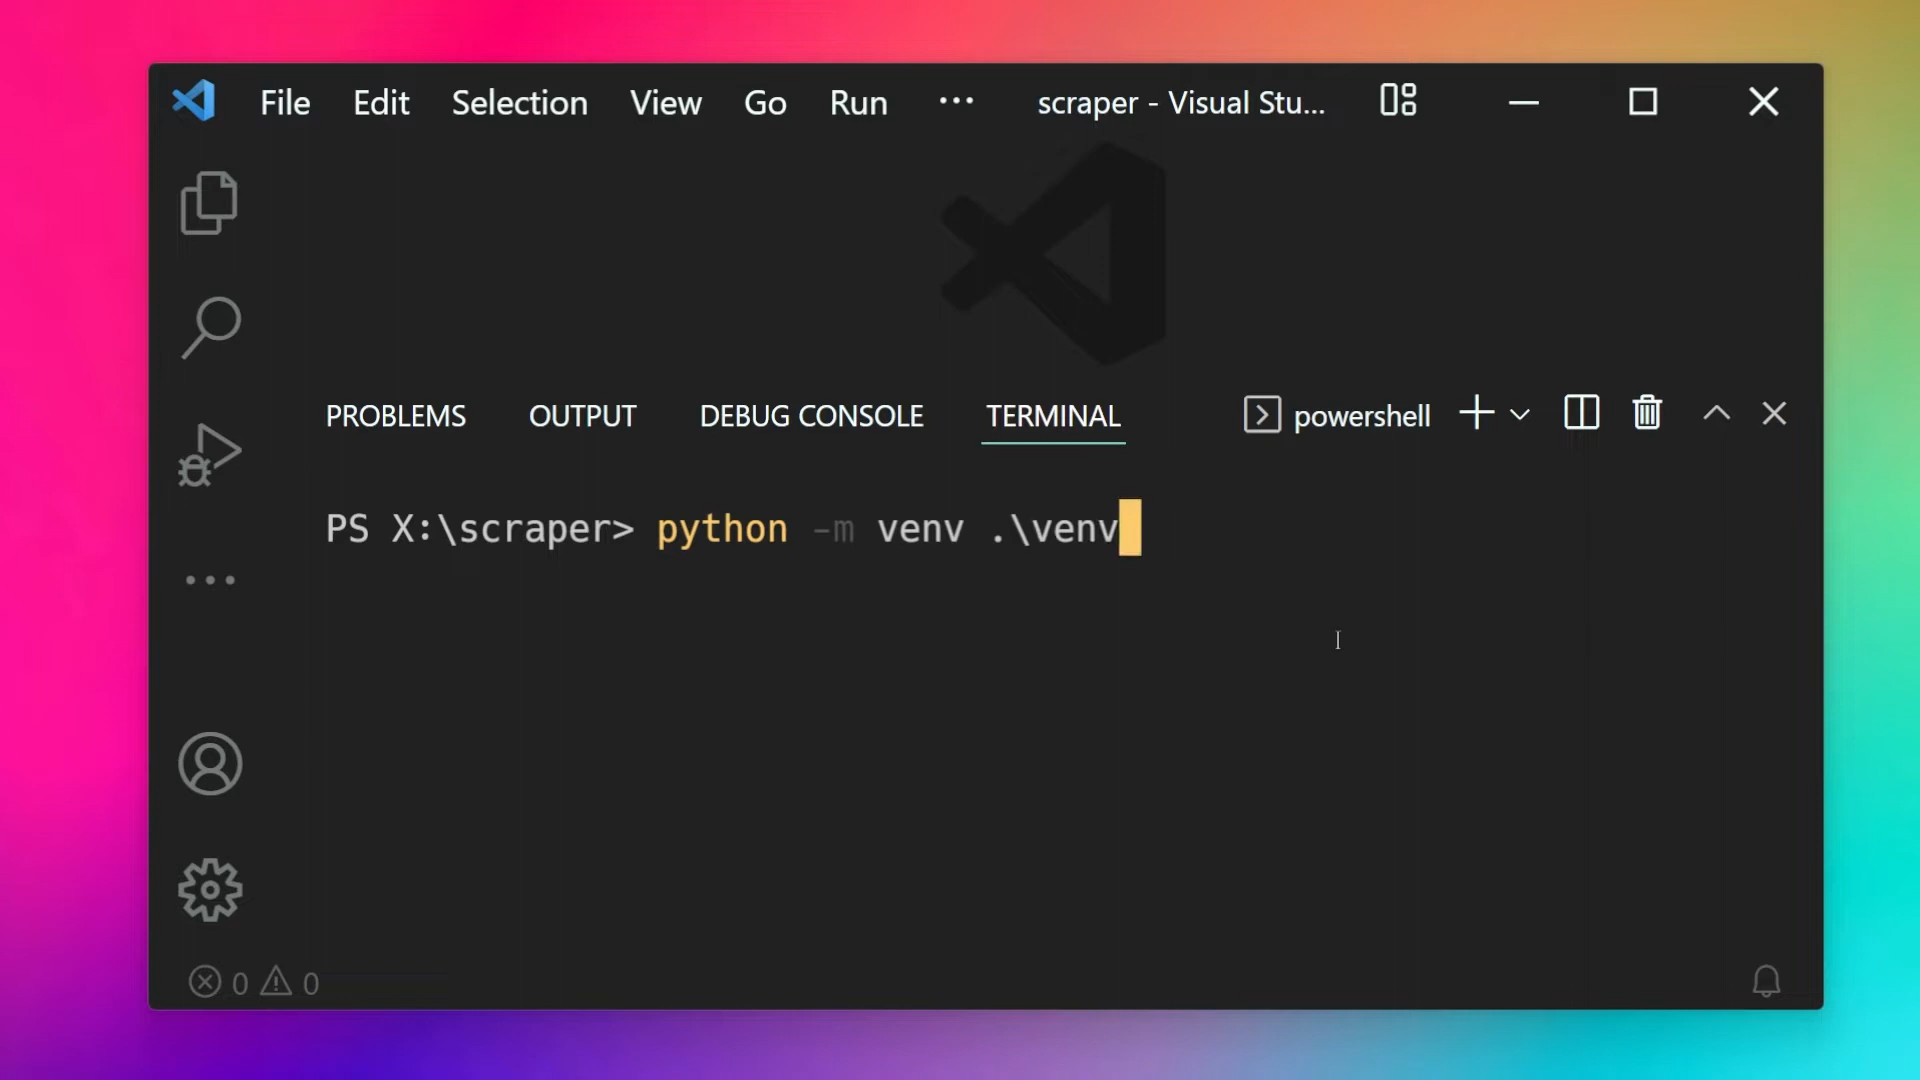 File Edit Selection View Go Run ··· scraper - Visual Stu...
PROBLEMS OUTPUT DEBUG CONSOLE TERMINAL powershell
PS X:\scraper> python -m venv .\venv
0 0